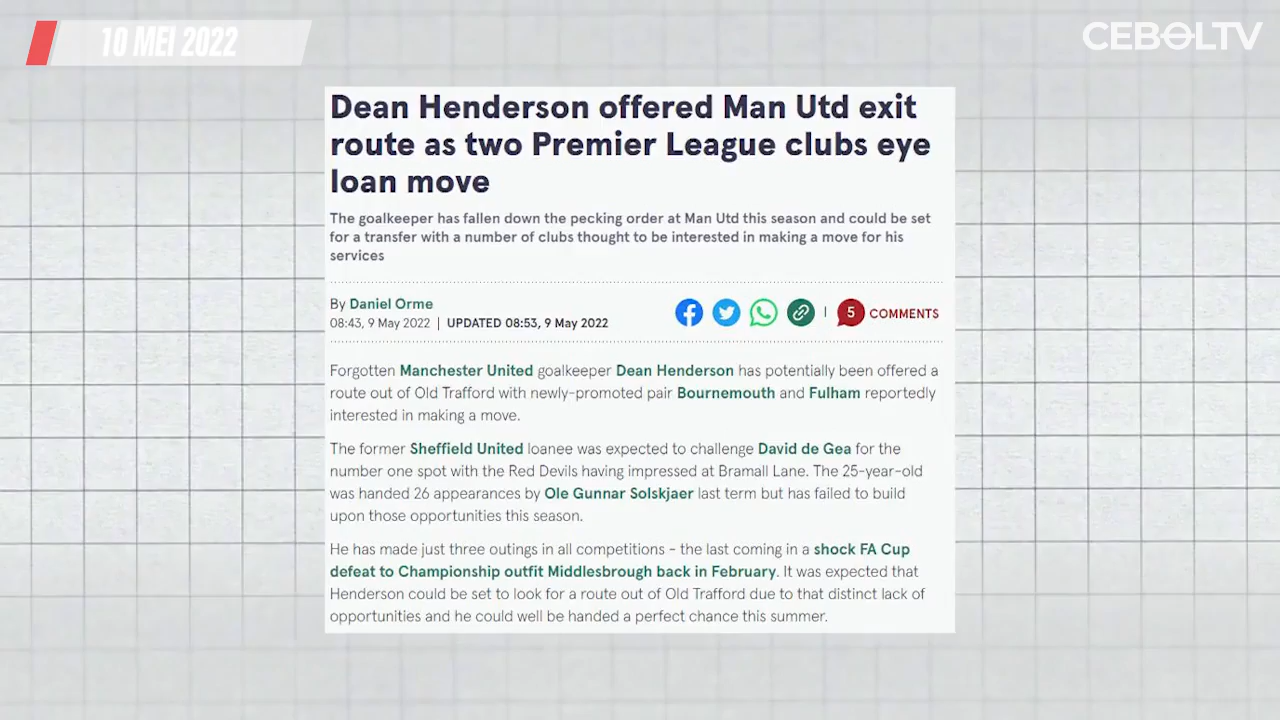 10 MEI 2022
CEBOLTV
Dean Henderson offered Man Utd exit
route as two Premier League clubs eye
loan move
The goalkeeper has fallen down the pecking order at Man Utd this season and could be set
for a transfer with a number of clubs thought to be interested in making a move for his
services
By Daniel Orme
08:43, 9 May 2022 | UPDATED 08:53, 9 May 2022
5 COMMENTS
Forgotten Manchester United goalkeeper Dean Henderson has potentially been offered a
route out of Old Trafford with newly-promoted pair Bournemouth and Fulham reportedly
interested in making a move.
The former Sheffield United loanee was expected to challenge David de Gea for the
number one spot with the Red Devils having impressed at Bramall Lane. The 25-year-old
was handed 26 appearances by Ole Gunnar Solskjaer last term but has failed to build
upon those opportunities this season.
He has made just three outings in all competitions - the last coming in a shock FA Cup
defeat to Championship outfit Middlesbrough back in February. It was expected that
Henderson could be set to look for a route out of Old Trafford due to that distinct lack of
opportunities and he could well be handed a perfect chance this summer.